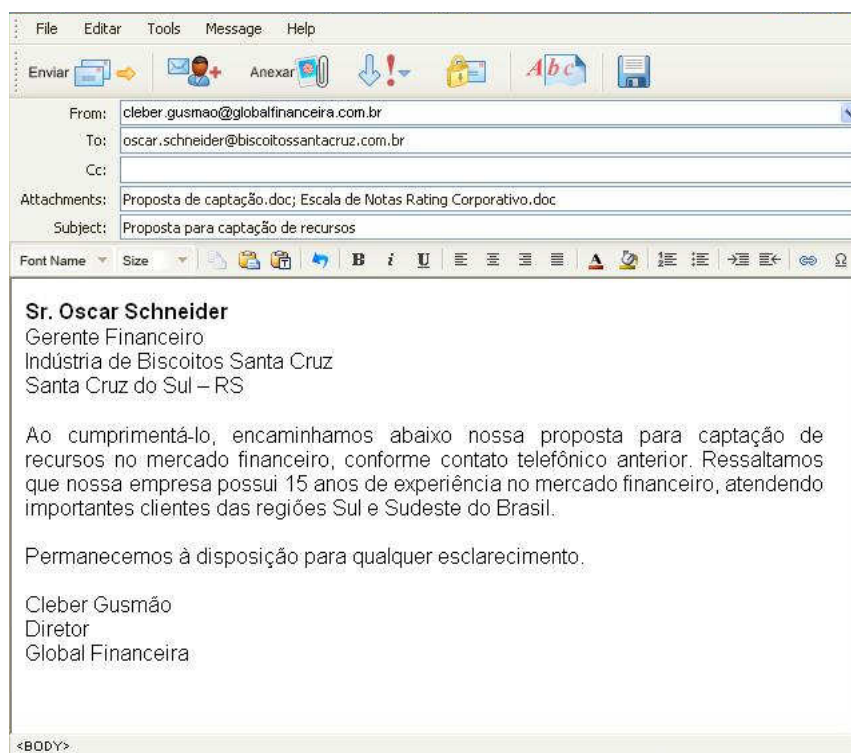 File Editar Tools Message Help
Enviar Anexar Abc
From: cleber.gusmao@globalfinanceira.com.br
To: oscar.schneider@biscoitossantacruz.com.br
Cc:
Attachments: Proposta de captação.doc; Escala de Notas Rating Corporativo.doc
Subject: Proposta para captação de recursos
Font Name Size B i U A Ω
Sr. Oscar Schneider
Gerente Financeiro
Indústria de Biscoitos Santa Cruz
Santa Cruz do Sul – RS
Ao cumprimentá-lo, encaminhamos abaixo nossa proposta para captação de
recursos no mercado financeiro, conforme contato telefônico anterior. Ressaltamos
que nossa empresa possui 15 anos de experiência no mercado financeiro, atendendo
importantes clientes das regiões Sul e Sudeste do Brasil.
Permanecemos à disposição para qualquer esclarecimento.
Cleber Gusmão
Diretor
Global Financeira
<BODY>